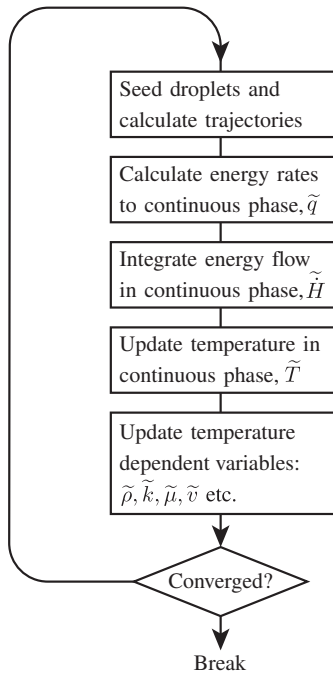 Seed droplets and
calculate trajectories
Calculate energy rates
to continuous phase, q̃
Integrate energy flow
in continuous phase, H̃̇
Update temperature in
continuous phase, T̃
Update temperature
dependent variables:
ρ̃, k̃, μ̃, ṽ etc.
Converged?
Break